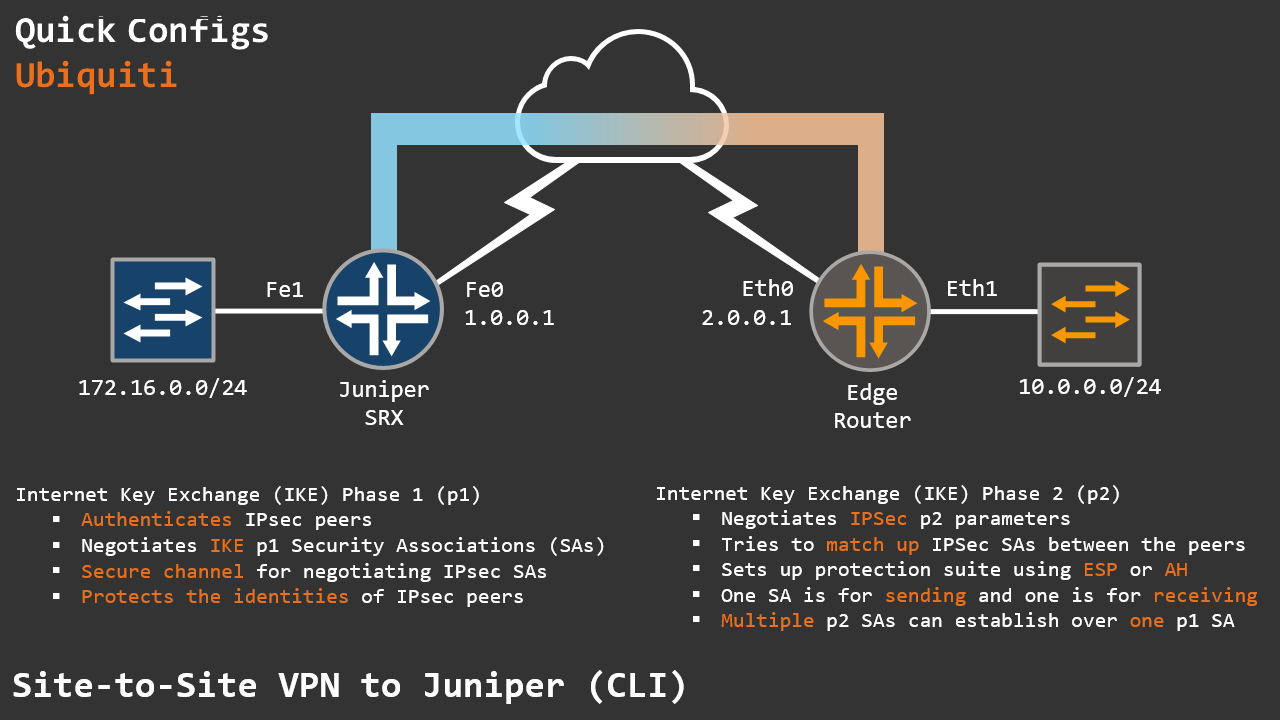 Quick Configs
Ubiquiti
Fe1
Fe0
1.0.0.1
Eth0
2.0.0.1
Eth1
172.16.0.0/24
Juniper
SRX
Edge
Router
10.0.0.0/24
Internet Key Exchange (IKE) Phase 1 (p1)
▪ Authenticates IPsec peers
▪ Negotiates IKE p1 Security Associations (SAs)
▪ Secure channel for negotiating IPsec SAs
▪ Protects the identities of IPsec peers
Internet Key Exchange (IKE) Phase 2 (p2)
▪ Negotiates IPSec p2 parameters
▪ Tries to match up IPSec SAs between the peers
▪ Sets up protection suite using ESP or AH
▪ One SA is for sending and one is for receiving
▪ Multiple p2 SAs can establish over one p1 SA
Site-to-Site VPN to Juniper (CLI)